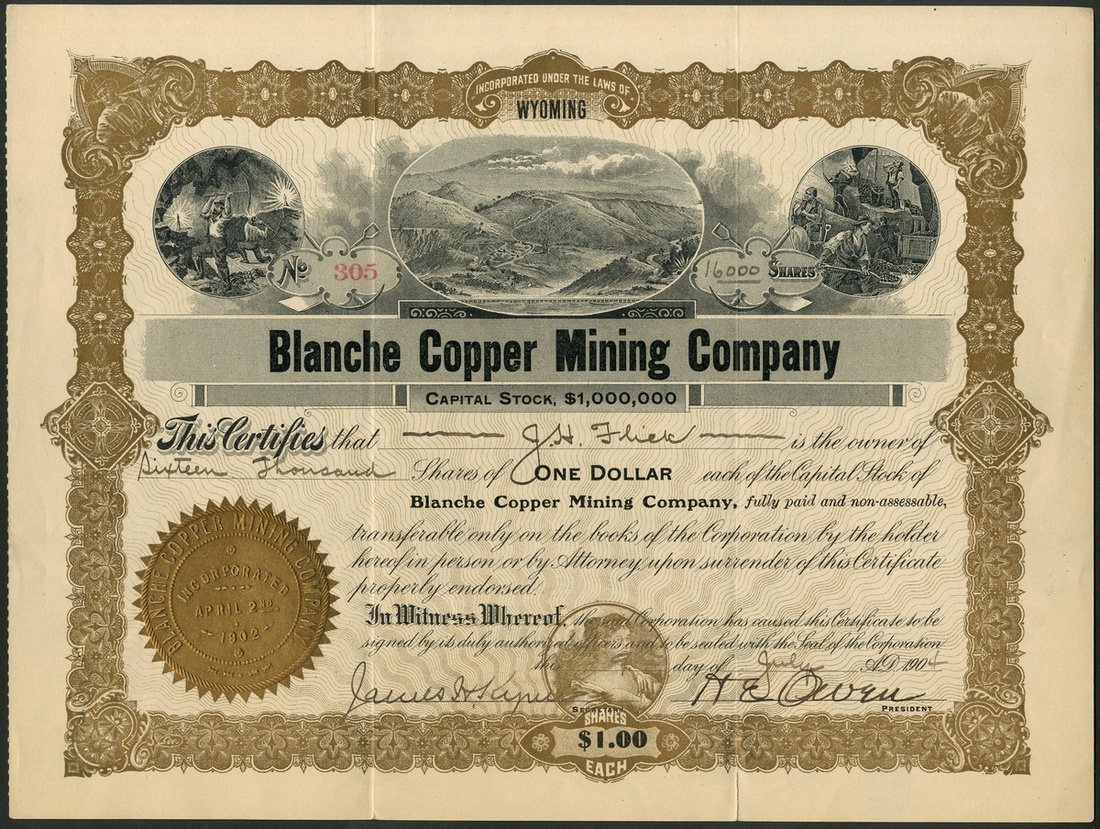 INCORPORATED UNDER THE LAWS OF
WYOMING
No 305
16000 SHARES
Blanche Copper Mining Company
CAPITAL STOCK, $1,000,000
This Certifies that J.H. Flick is the owner of
Sixteen Thousand Shares of ONE DOLLAR each of the Capital Stock of
Blanche Copper Mining Company, fully paid and non-assessable,
transferable only on the books of the Corporation by the holder
hereof in person or by Attorney upon surrender of this Certificate
properly endorsed.
BLANCHE COPPER MINING COMPANY
INCORPORATED
APRIL 2ND
1902
In Witness Whereof, the said Corporation has caused this Certificate to be
signed by its duly authorized officers and to be sealed with the Seal of the Corporation
this day of July A.D. 1904
James H. H E Owen
SECRETARY PRESIDENT
SHARES
$1.00
EACH